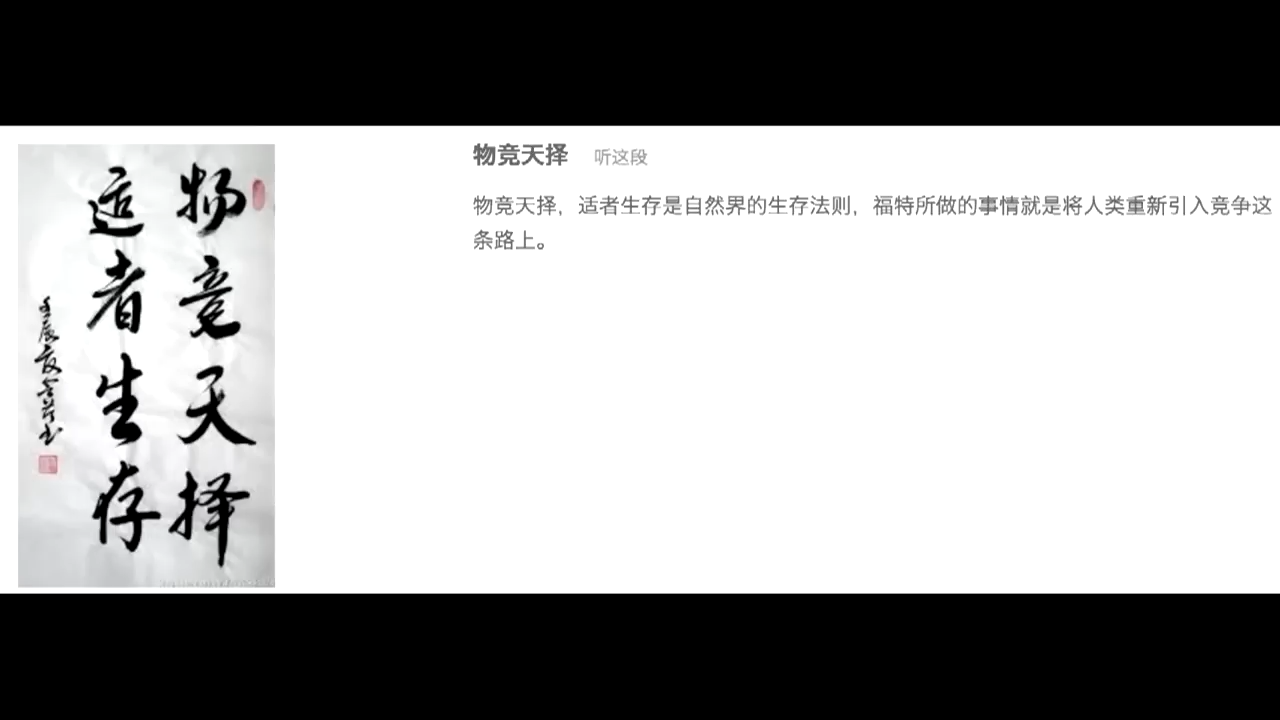 物竞天择
适者生存
物竞天择 听这段
物竞天择，适者生存是自然界的生存法则，福特所做的事情就是将人类重新引入竞争这
条路上。